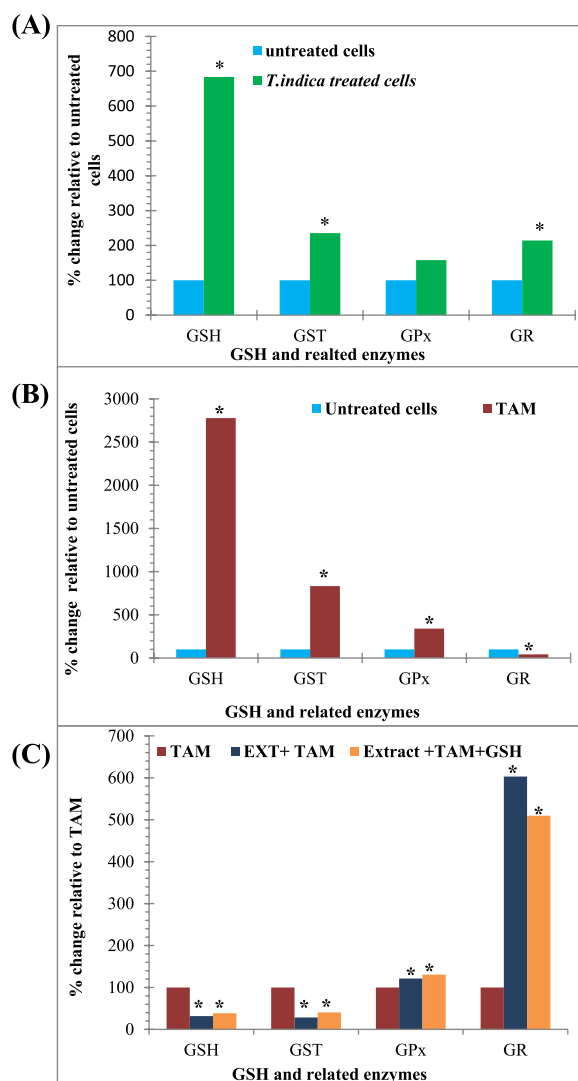 (A)
800
700
600
500
400
300
200
100
0
% change relative to untreated
cells
untreated cells
T.indica treated cells
*
*
*
GSH GST GPx GR
GSH and realted enzymes
(B)
3000
2500
2000
1500
1000
500
0
% change relative to untreated cells
Untreated cells TAM
*
*
*
*
GSH GST GPx GR
GSH and related enzymes
(C)
700
600
500
400
300
200
100
0
% change relative to TAM
TAM EXT+ TAM Extract +TAM+GSH
* * * * * * * *
GSH GST GPx GR
GSH and related enzymes